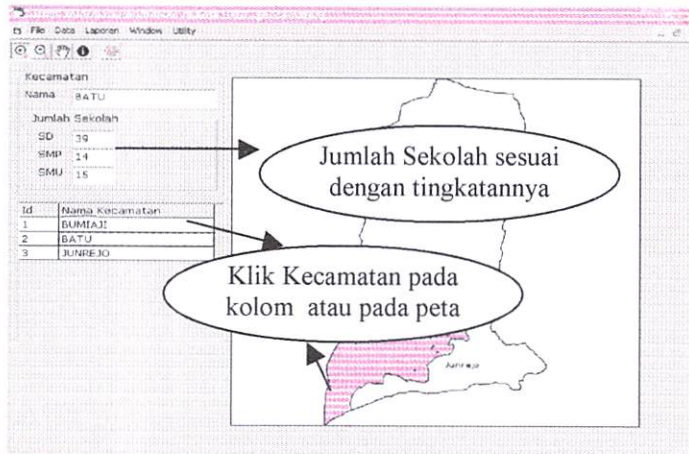 File Data Laporan Window Utility
Kecamatan
Nama BATU
Jumlah Sekolah
SD 39
SMP 14
SMU 15
Jumlah Sekolah sesuai
dengan tingkatannya
Id Nama Kecamatan
1 BUMIAJI
2 BATU
3 JUNREJO
Klik Kecamatan pada
kolom atau pada peta
Junrejo